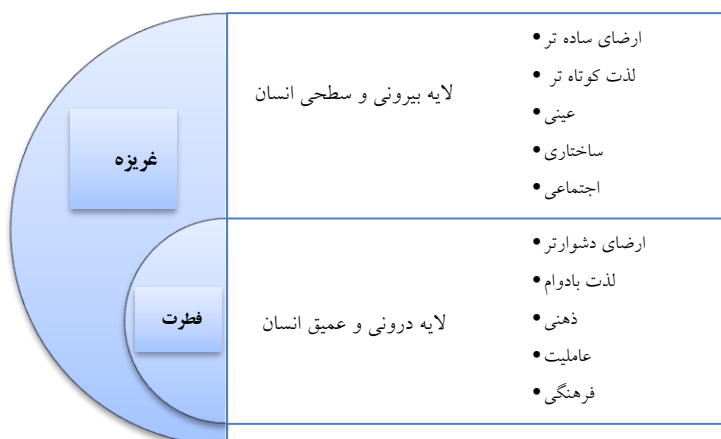 غریزه
لایه بیرونی و سطحی انسان
• ارضای ساده تر
• لذت کوتاه تر
• عینی
• ساختاری
• اجتماعی
فطرت
لایه درونی و عمیق انسان
• ارضای دشوارتر
• لذت بادوام
• ذهنی
• عاملیت
• فرهنگی